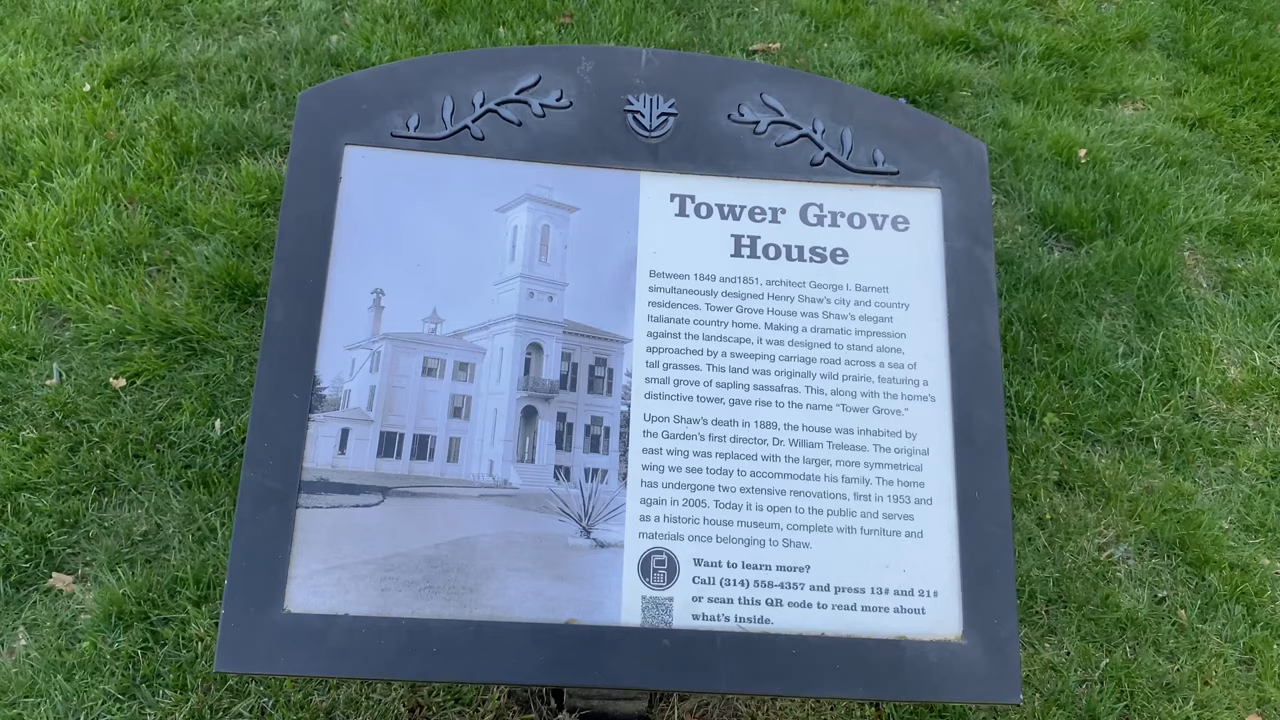 Tower Grove
House
Between 1849 and1851, architect George I. Barnett
simultaneously designed Henry Shaw's city and country
residences. Tower Grove House was Shaw's elegant
Italianate country home. Making a dramatic impression
against the landscape, it was designed to stand alone,
approached by a sweeping carriage road across a sea of
tall grasses. This land was originally wild prairie, featuring a
small grove of sapling sassafras. This, along with the home's
distinctive tower, gave rise to the name "Tower Grove."
Upon Shaw's death in 1889, the house was inhabited by
the Garden's first director, Dr. William Trelease. The original
east wing was replaced with the larger, more symmetrical
wing we see today to accommodate his family. The home
has undergone two extensive renovations, first in 1953 and
again in 2005. Today it is open to the public and serves
as a historic house museum, complete with furniture and
materials once belonging to Shaw.
Want to learn more?
Call (314) 558-4357 and press 13# and 21#
or scan this QR code to read more about
what's inside.